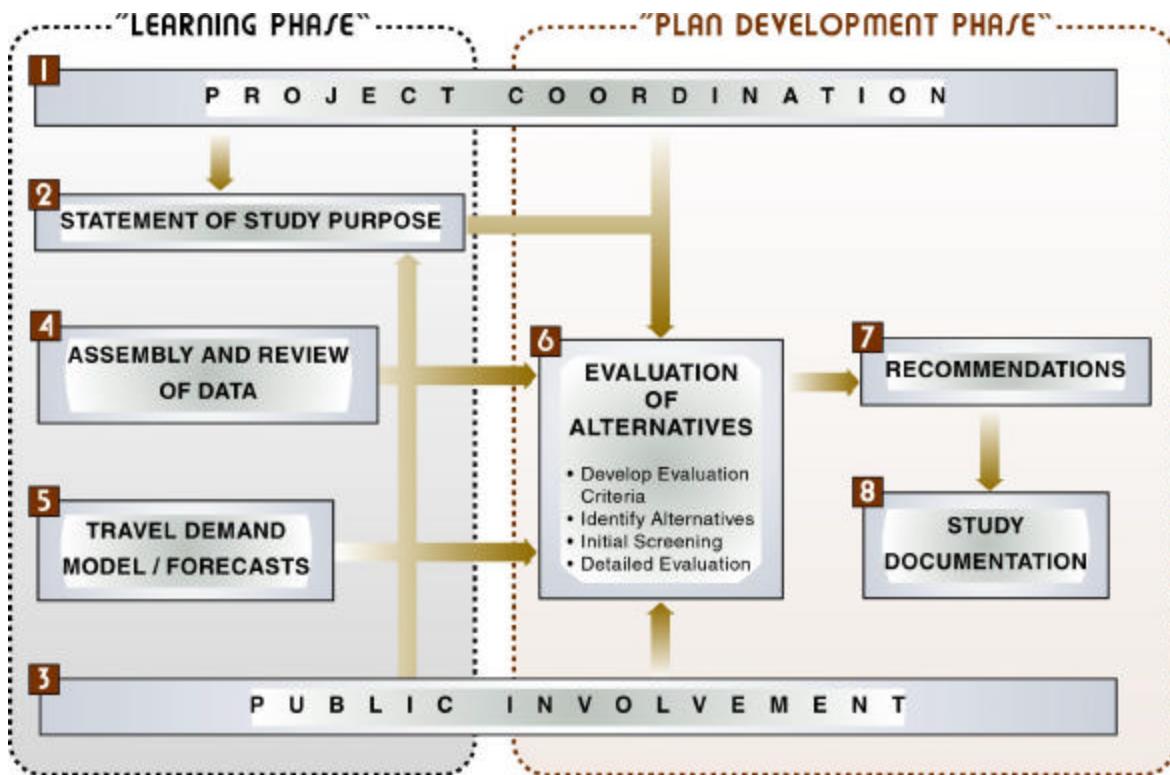 "LEARNING PHASE"
"PLAN DEVELOPMENT PHASE"
1
PROJECT COORDINATION
2
STATEMENT OF STUDY PURPOSE
4
ASSEMBLY AND REVIEW
OF DATA
5
TRAVEL DEMAND
MODEL / FORECASTS
6
EVALUATION
OF
ALTERNATIVES
• Develop Evaluation
Criteria
• Identify Alternatives
• Initial Screening
• Detailed Evaluation
7
RECOMMENDATIONS
8
STUDY
DOCUMENTATION
3
PUBLIC INVOLVEMENT